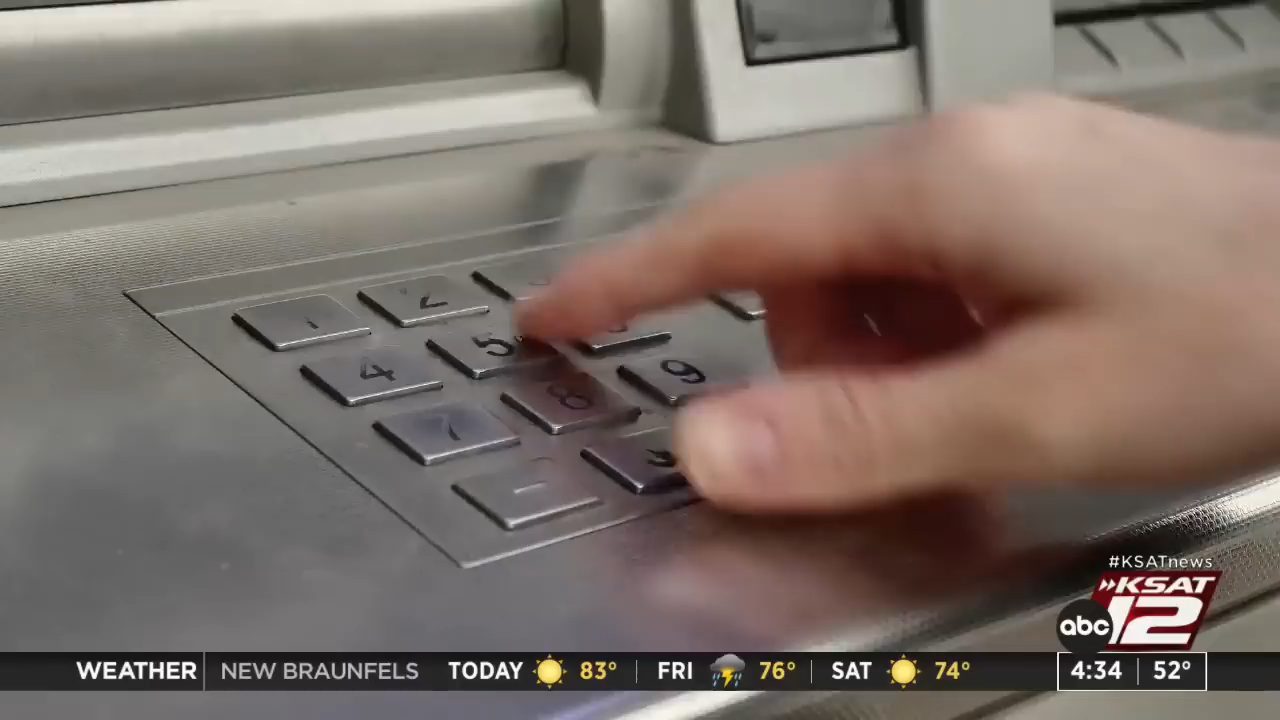 1
2
4
5
7
8
9
-
#KSATnews
KSAT
abc 12
WEATHER NEW BRAUNFELS TODAY 83° FRI 76° SAT 74° 4:34 52°